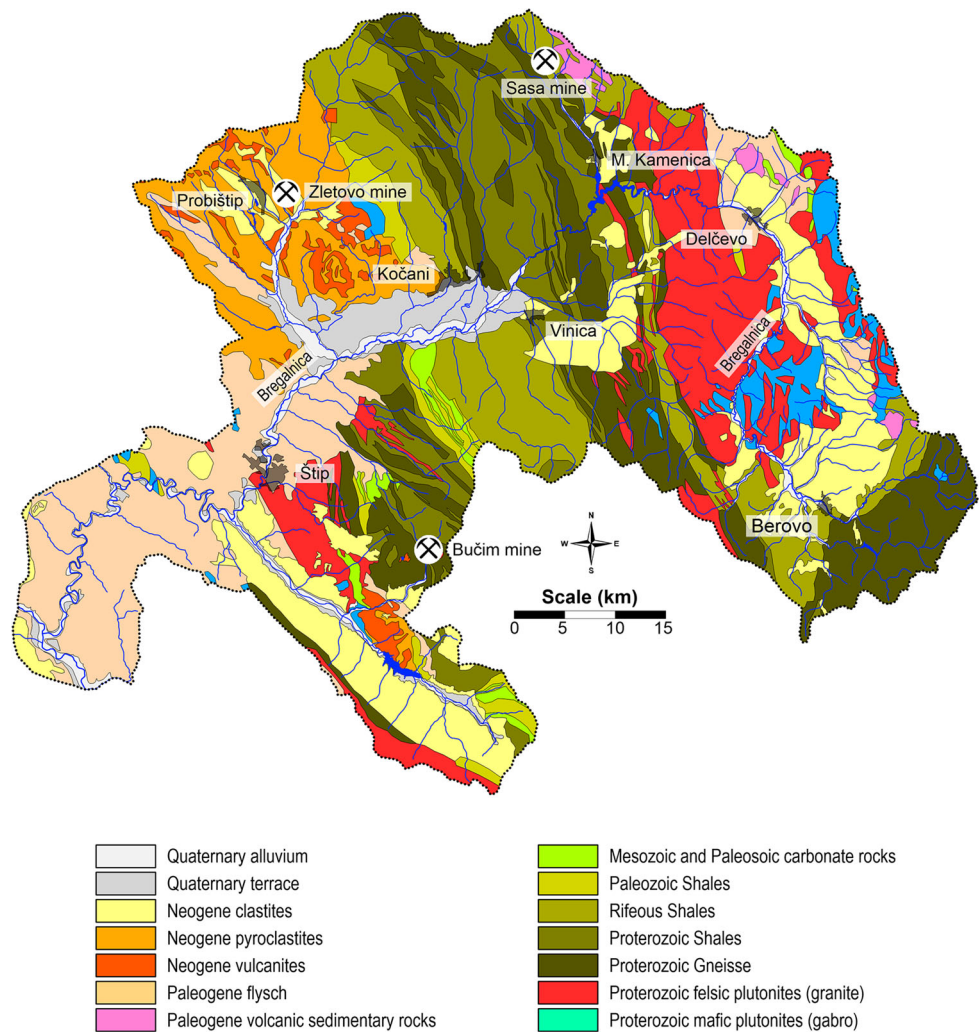 Sasa mine
M. Kamenica
Zletovo mine
Probištip
Delčevo
Kočani
Vinica
Bregalnica
Bregalnica
Štip
Berovo
Bučim mine
N
W E
S
Scale (km)
0 5 10 15
Quaternary alluvium
Quaternary terrace
Neogene clastites
Neogene pyroclastites
Neogene vulcanites
Paleogene flysch
Paleogene volcanic sedimentary rocks
Mesozoic and Paleosoic carbonate rocks
Paleozoic Shales
Rifeous Shales
Proterozoic Shales
Proterozoic Gneisse
Proterozoic felsic plutonites (granite)
Proterozoic mafic plutonites (gabro)